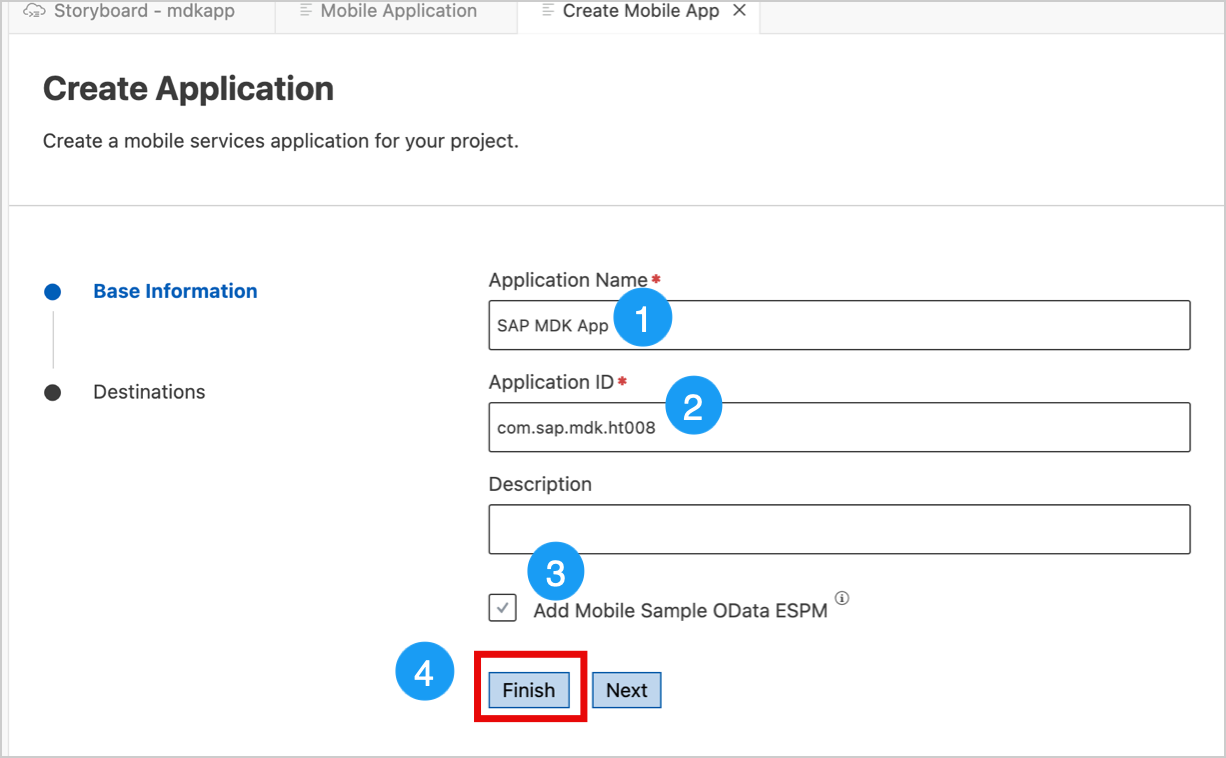 Storyboard - mdkapp
Mobile Application
Create Mobile App
Create Application
Create a mobile services application for your project.
Base Information
Destinations
Application Name*
SAP MDK App
1
Application ID*
com.sap.mdk.ht008
2
Description
3
Add Mobile Sample OData ESPM
4
Finish
Next